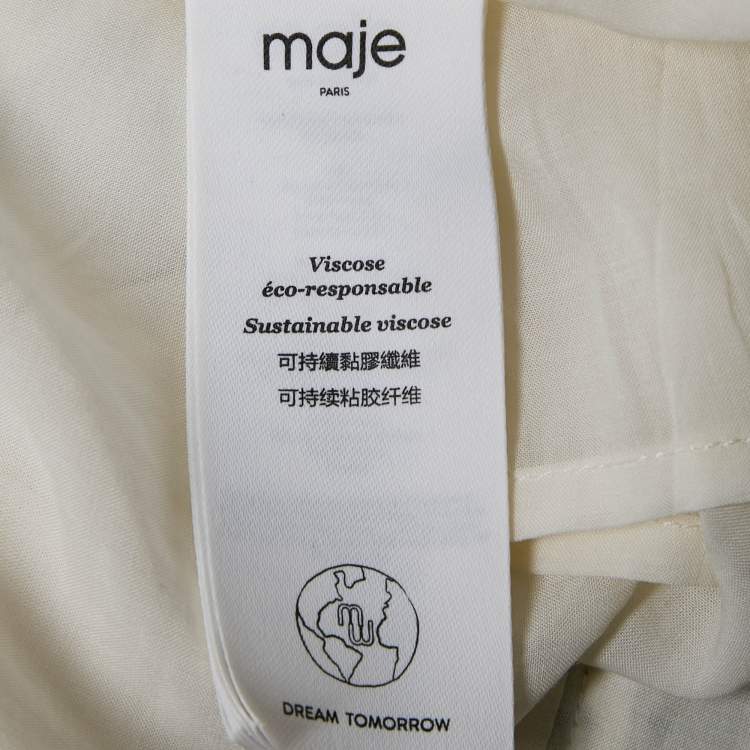 maje
PARIS
Viscose
éco-responsable
Sustainable viscose
可持續黏膠纖維
可持续粘胶纤维
DREAM TOMORROW